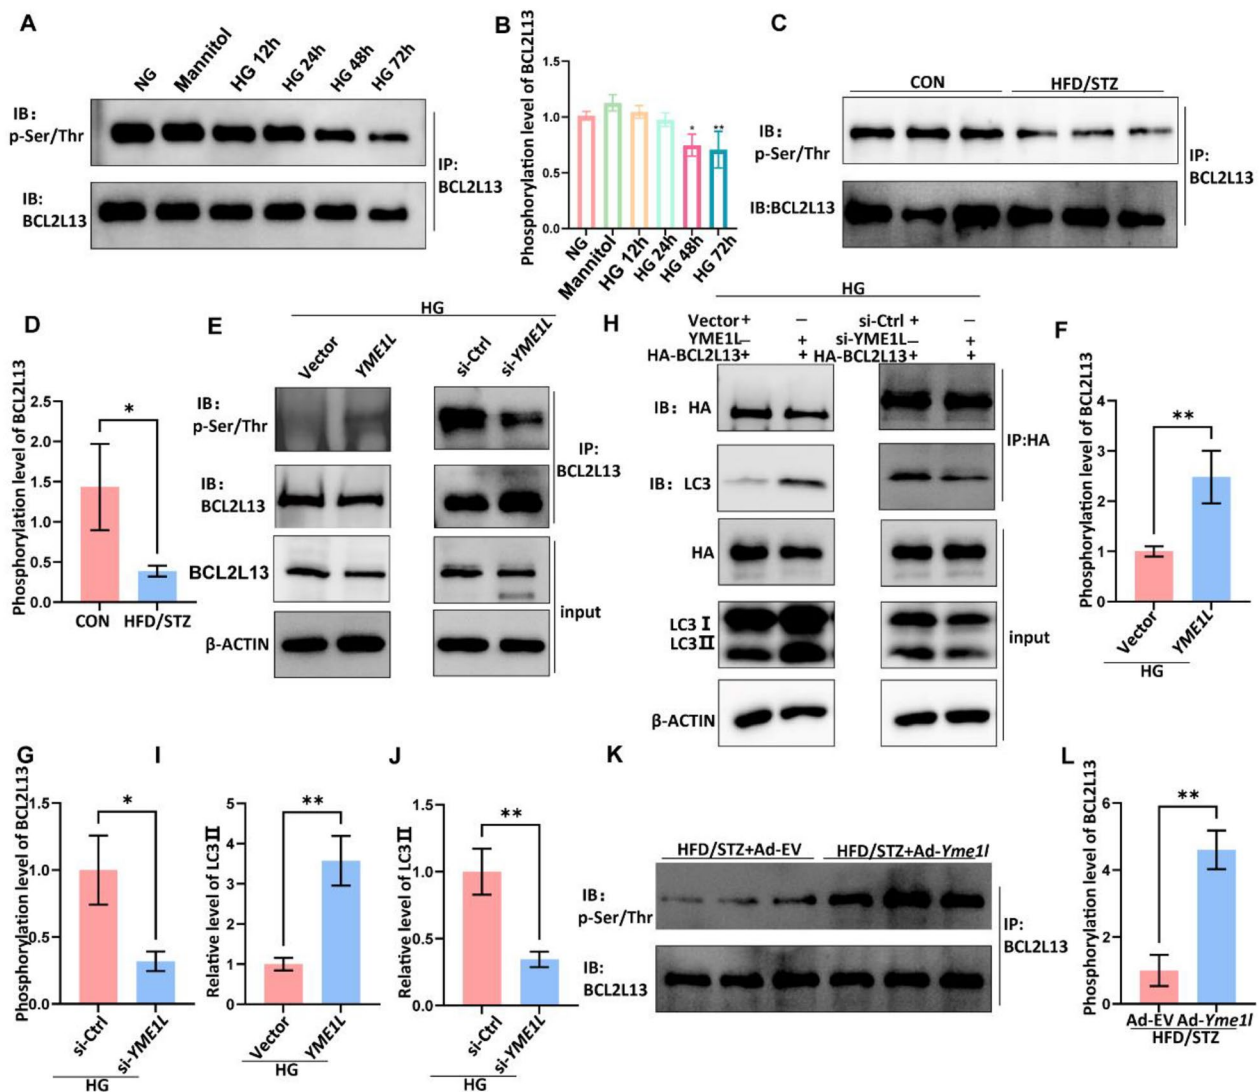 A
NG
Mannitol
HG 12h
HG 24h
HG 48h
HG 72h
IB:
p-Ser/Thr
IB:
BCL2L13
IP:
BCL2L13
B
Phosphorylation level of BCL2L13
1.5
1.0
0.5
0.0
*
**
NG
Mannitol
HG 12h
HG 24h
HG 48h
HG 72h
C
CON
HFD/STZ
IB:
p-Ser/Thr
IB:BCL2L13
IP:
BCL2L13
D
Phosphorylation level of BCL2L13
2.5
2.0
1.5
1.0
0.5
0.0
*
CON
HFD/STZ
E
HG
Vector
YME1L
si-Ctrl
si-YME1L
IB:
p-Ser/Thr
IB:
BCL2L13
IP:
BCL2L13
BCL2L13
β-ACTIN
input
H
HG
Vector + –
YME1L – +
HA-BCL2L13 + +
si-Ctrl + –
si-YME1L – +
HA-BCL2L13 + +
IB: HA
IB: LC3
IP:HA
HA
LC3 I
LC3 II
β-ACTIN
input
F
Phosphorylation level of BCL2L13
4
3
2
1
0
**
Vector
YME1L
HG
G
Phosphorylation level of BCL2L13
1.5
1.0
0.5
0.0
*
si-Ctrl
si-YME1L
HG
I
Relative level of LC3 II
5
4
3
2
1
0
**
Vector
YME1L
HG
J
Relative level of LC3 II
1.5
1.0
0.5
0.0
**
si-Ctrl
si-YME1L
HG
K
HFD/STZ+Ad-EV
HFD/STZ+Ad-Yme1l
IB:
p-Ser/Thr
IB:
BCL2L13
IP:
BCL2L13
L
Phosphorylation level of BCL2L13
6
4
2
0
**
Ad-EV Ad-Yme1l
HFD/STZ